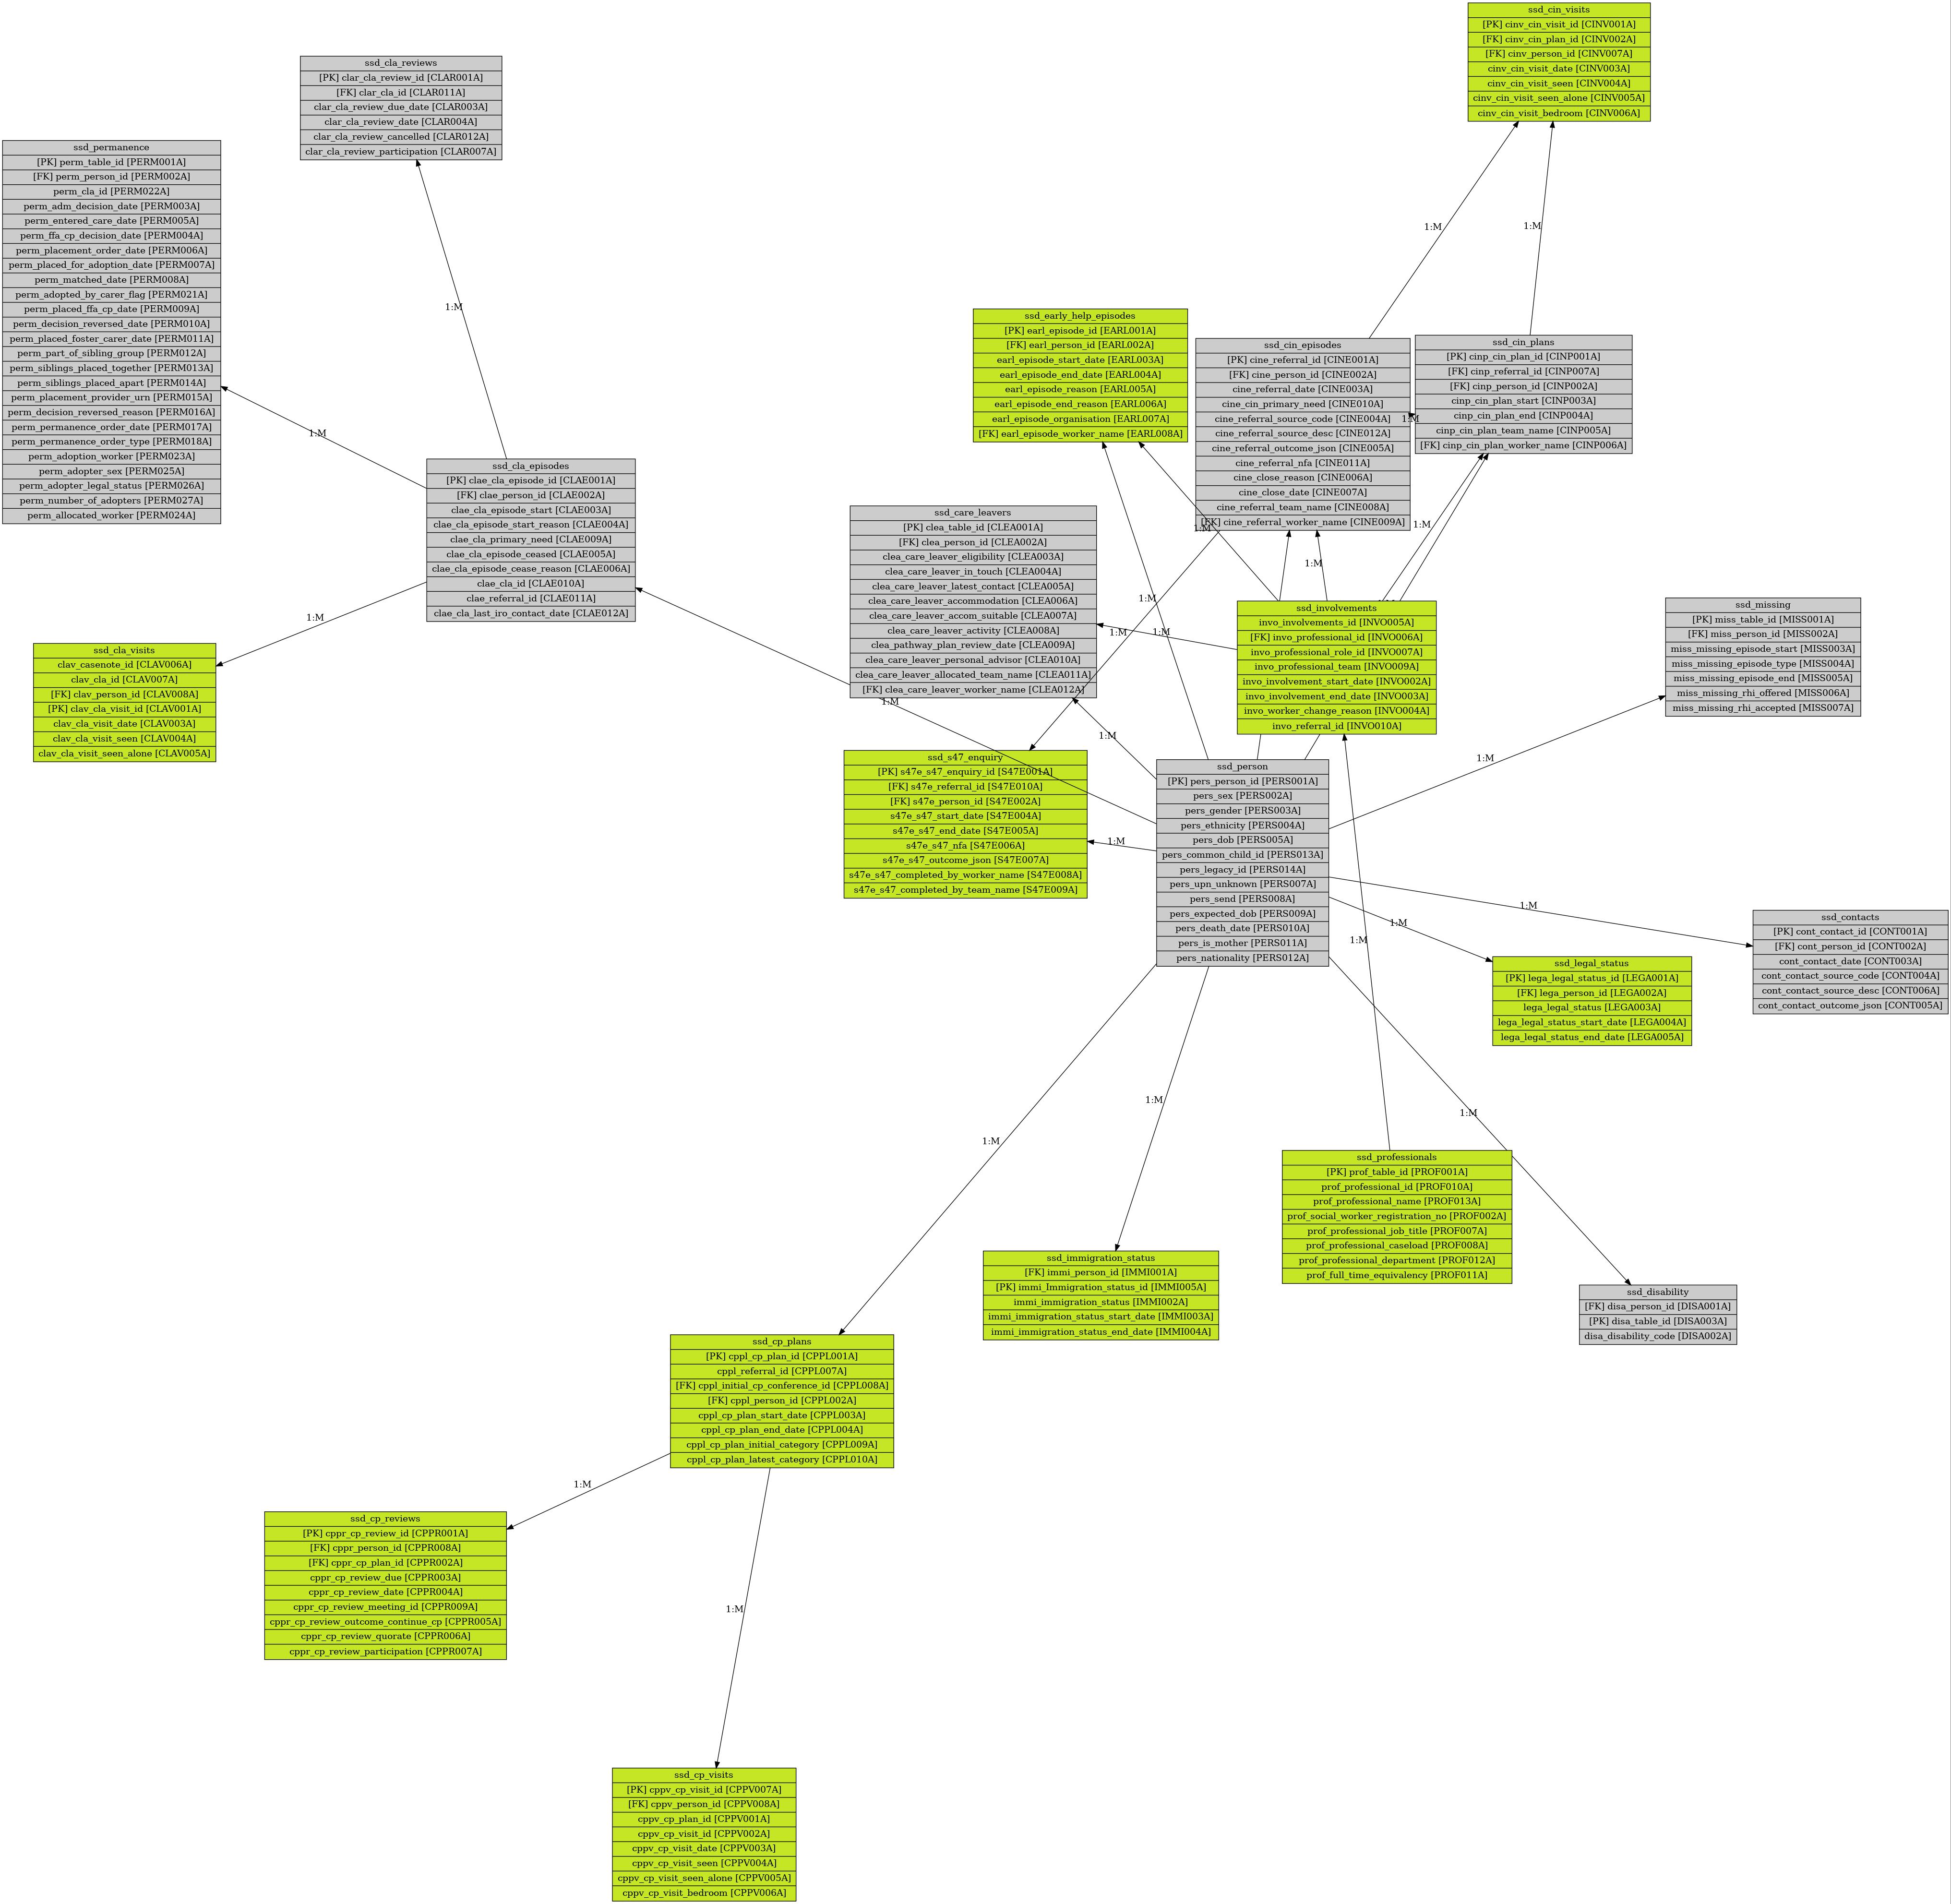 ssd_cin_visits
[PK] cinv_cin_visit_id [CINV001A]
[FK] cinv_cin_plan_id [CINV002A]
[FK] cinv_person_id [CINV007A]
cinv_cin_visit_date [CINV003A]
cinv_cin_visit_seen [CINV004A]
cinv_cin_visit_seen_alone [CINV005A]
cinv_cin_visit_bedroom [CINV006A]
ssd_cla_reviews
[PK] clar_cla_review_id [CLAR001A]
[FK] clar_cla_id [CLAR011A]
clar_cla_review_due_date [CLAR003A]
clar_cla_review_date [CLAR004A]
clar_cla_review_cancelled [CLAR012A]
clar_cla_review_participation [CLAR007A]
ssd_permanence
[PK] perm_table_id [PERM001A]
[FK] perm_person_id [PERM002A]
perm_cla_id [PERM022A]
perm_adm_decision_date [PERM003A]
perm_entered_care_date [PERM005A]
perm_ffa_cp_decision_date [PERM004A]
perm_placement_order_date [PERM006A]
perm_placed_for_adoption_date [PERM007A]
perm_matched_date [PERM008A]
perm_adopted_by_carer_flag [PERM021A]
perm_placed_ffa_cp_date [PERM009A]
perm_decision_reversed_date [PERM010A]
perm_placed_foster_carer_date [PERM011A]
perm_part_of_sibling_group [PERM012A]
perm_siblings_placed_together [PERM013A]
perm_siblings_placed_apart [PERM014A]
perm_placement_provider_urn [PERM015A]
perm_decision_reversed_reason [PERM016A]
perm_permanence_order_date [PERM017A]
perm_permanence_order_type [PERM018A]
perm_adoption_worker [PERM023A]
perm_adopter_sex [PERM025A]
perm_adopter_legal_status [PERM026A]
perm_number_of_adopters [PERM027A]
perm_allocated_worker [PERM024A]
1:M
1:M
1:M
1:M
ssd_early_help_episodes
[PK] earl_episode_id [EARL001A]
[FK] earl_person_id [EARL002A]
earl_episode_start_date [EARL003A]
earl_episode_end_date [EARL004A]
earl_episode_reason [EARL005A]
earl_episode_end_reason [EARL006A]
earl_episode_organisation [EARL007A]
[FK] earl_episode_worker_name [EARL008A]
ssd_cin_episodes
[PK] cine_referral_id [CINE001A]
[FK] cine_person_id [CINE002A]
cine_referral_date [CINE003A]
cine_cin_primary_need [CINE010A]
cine_referral_source_code [CINE004A]
cine_referral_source_desc [CINE012A]
cine_referral_outcome_json [CINE005A]
cine_referral_nfa [CINE011A]
cine_close_reason [CINE006A]
cine_close_date [CINE007A]
cine_referral_team_name [CINE008A]
[FK] cine_referral_worker_name [CINE009A]
ssd_cin_plans
[PK] cinp_cin_plan_id [CINP001A]
[FK] cinp_referral_id [CINP007A]
[FK] cinp_person_id [CINP002A]
cinp_cin_plan_start [CINP003A]
cinp_cin_plan_end [CINP004A]
cinp_cin_plan_team_name [CINP005A]
[FK] cinp_cin_plan_worker_name [CINP006A]
1:M
ssd_cla_episodes
[PK] clae_cla_episode_id [CLAE001A]
[FK] clae_person_id [CLAE002A]
clae_cla_episode_start [CLAE003A]
clae_cla_episode_start_reason [CLAE004A]
clae_cla_primary_need [CLAE009A]
clae_cla_episode_ceased [CLAE005A]
clae_cla_episode_cease_reason [CLAE006A]
clae_cla_id [CLAE010A]
clae_referral_id [CLAE011A]
clae_cla_last_iro_contact_date [CLAE012A]
ssd_care_leavers
[PK] clea_table_id [CLEA001A]
[FK] clea_person_id [CLEA002A]
clea_care_leaver_eligibility [CLEA003A]
clea_care_leaver_in_touch [CLEA004A]
clea_care_leaver_latest_contact [CLEA005A]
clea_care_leaver_accommodation [CLEA006A]
clea_care_leaver_accom_suitable [CLEA007A]
clea_care_leaver_activity [CLEA008A]
clea_pathway_plan_review_date [CLEA009A]
clea_care_leaver_personal_advisor [CLEA010A]
clea_care_leaver_allocated_team_name [CLEA011A]
[FK] clea_care_leaver_worker_name [CLEA012A]
1:M
1:M
1:M
1:M
1:M
1:M
1:M
1:M
ssd_involvements
invo_involvements_id [INVO005A]
[FK] invo_professional_id [INVO006A]
invo_professional_role_id [INVO007A]
invo_professional_team [INVO009A]
invo_involvement_start_date [INVO002A]
invo_involvement_end_date [INVO003A]
invo_worker_change_reason [INVO004A]
invo_referral_id [INVO010A]
ssd_missing
[PK] miss_table_id [MISS001A]
[FK] miss_person_id [MISS002A]
miss_missing_episode_start [MISS003A]
miss_missing_episode_type [MISS004A]
miss_missing_episode_end [MISS005A]
miss_missing_rhi_offered [MISS006A]
miss_missing_rhi_accepted [MISS007A]
ssd_cla_visits
clav_casenote_id [CLAV006A]
clav_cla_id [CLAV007A]
[FK] clav_person_id [CLAV008A]
[PK] clav_cla_visit_id [CLAV001A]
clav_cla_visit_date [CLAV003A]
clav_cla_visit_seen [CLAV004A]
clav_cla_visit_seen_alone [CLAV005A]
1:M
1:M
ssd_s47_enquiry
[PK] s47e_s47_enquiry_id [S47E001A]
[FK] s47e_referral_id [S47E010A]
[FK] s47e_person_id [S47E002A]
s47e_s47_start_date [S47E004A]
s47e_s47_end_date [S47E005A]
s47e_s47_nfa [S47E006A]
s47e_s47_outcome_json [S47E007A]
s47e_s47_completed_by_worker_name [S47E008A]
s47e_s47_completed_by_team_name [S47E009A]
1:M
ssd_person
[PK] pers_person_id [PERS001A]
pers_sex [PERS002A]
pers_gender [PERS003A]
pers_ethnicity [PERS004A]
pers_dob [PERS005A]
pers_common_child_id [PERS013A]
pers_legacy_id [PERS014A]
pers_upn_unknown [PERS007A]
pers_send [PERS008A]
pers_expected_dob [PERS009A]
pers_death_date [PERS010A]
pers_is_mother [PERS011A]
pers_nationality [PERS012A]
1:M
1:M
1:M
ssd_contacts
[PK] cont_contact_id [CONT001A]
[FK] cont_person_id [CONT002A]
cont_contact_date [CONT003A]
cont_contact_source_code [CONT004A]
cont_contact_source_desc [CONT006A]
cont_contact_outcome_json [CONT005A]
1:M
ssd_legal_status
[PK] lega_legal_status_id [LEGA001A]
[FK] lega_person_id [LEGA002A]
lega_legal_status [LEGA003A]
lega_legal_status_start_date [LEGA004A]
lega_legal_status_end_date [LEGA005A]
1:M
1:M
1:M
ssd_professionals
[PK] prof_table_id [PROF001A]
prof_professional_id [PROF010A]
prof_professional_name [PROF013A]
prof_social_worker_registration_no [PROF002A]
prof_professional_job_title [PROF007A]
prof_professional_caseload [PROF008A]
prof_professional_department [PROF012A]
prof_full_time_equivalency [PROF011A]
ssd_immigration_status
[FK] immi_person_id [IMMI001A]
[PK] immi_Immigration_status_id [IMMI005A]
immi_immigration_status [IMMI002A]
immi_immigration_status_start_date [IMMI003A]
immi_immigration_status_end_date [IMMI004A]
ssd_disability
[FK] disa_person_id [DISA001A]
[PK] disa_table_id [DISA003A]
disa_disability_code [DISA002A]
ssd_cp_plans
[PK] cppl_cp_plan_id [CPPL001A]
cppl_referral_id [CPPL007A]
[FK] cppl_initial_cp_conference_id [CPPL008A]
[FK] cppl_person_id [CPPL002A]
cppl_cp_plan_start_date [CPPL003A]
cppl_cp_plan_end_date [CPPL004A]
cppl_cp_plan_initial_category [CPPL009A]
cppl_cp_plan_latest_category [CPPL010A]
1:M
ssd_cp_reviews
[PK] cppr_cp_review_id [CPPR001A]
[FK] cppr_person_id [CPPR008A]
[FK] cppr_cp_plan_id [CPPR002A]
cppr_cp_review_due [CPPR003A]
cppr_cp_review_date [CPPR004A]
cppr_cp_review_meeting_id [CPPR009A]
cppr_cp_review_outcome_continue_cp [CPPR005A]
cppr_cp_review_quorate [CPPR006A]
cppr_cp_review_participation [CPPR007A]
1:M
ssd_cp_visits
[PK] cppv_cp_visit_id [CPPV007A]
[FK] cppv_person_id [CPPV008A]
cppv_cp_plan_id [CPPV001A]
cppv_cp_visit_id [CPPV002A]
cppv_cp_visit_date [CPPV003A]
cppv_cp_visit_seen [CPPV004A]
cppv_cp_visit_seen_alone [CPPV005A]
cppv_cp_visit_bedroom [CPPV006A]